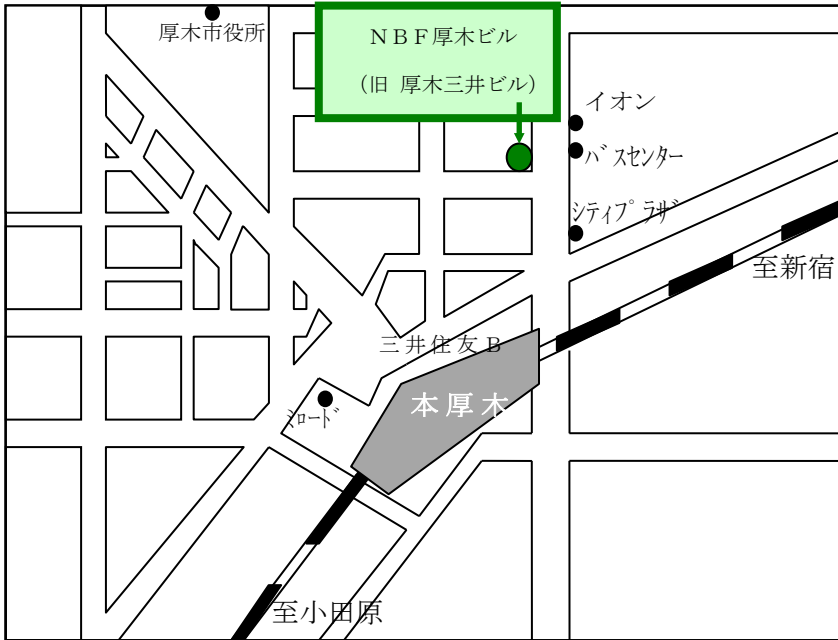 厚木市役所
NBF厚木ビル
(旧 厚木三井ビル)
イオン
バスセンター
シティプラザ
至新宿
三井住友B
本厚木
ミロード
至小田原